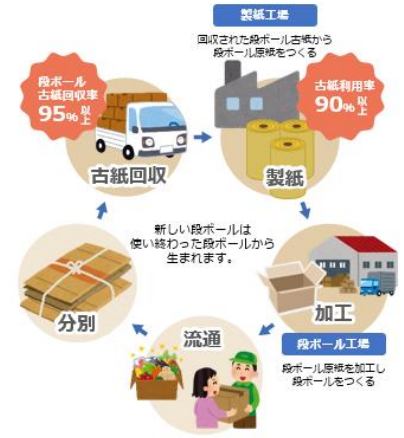 製紙工場
回収された段ボール古紙から
段ボール原紙をつくる
段ボール
古紙回収率
95%以上
古紙利用率
90%以上
古紙回収
製紙
新しい段ボールは
使い終わった段ボールから
生まれます。
分別
加工
流通
段ボール工場
段ボール原紙を加工し
段ボールをつくる